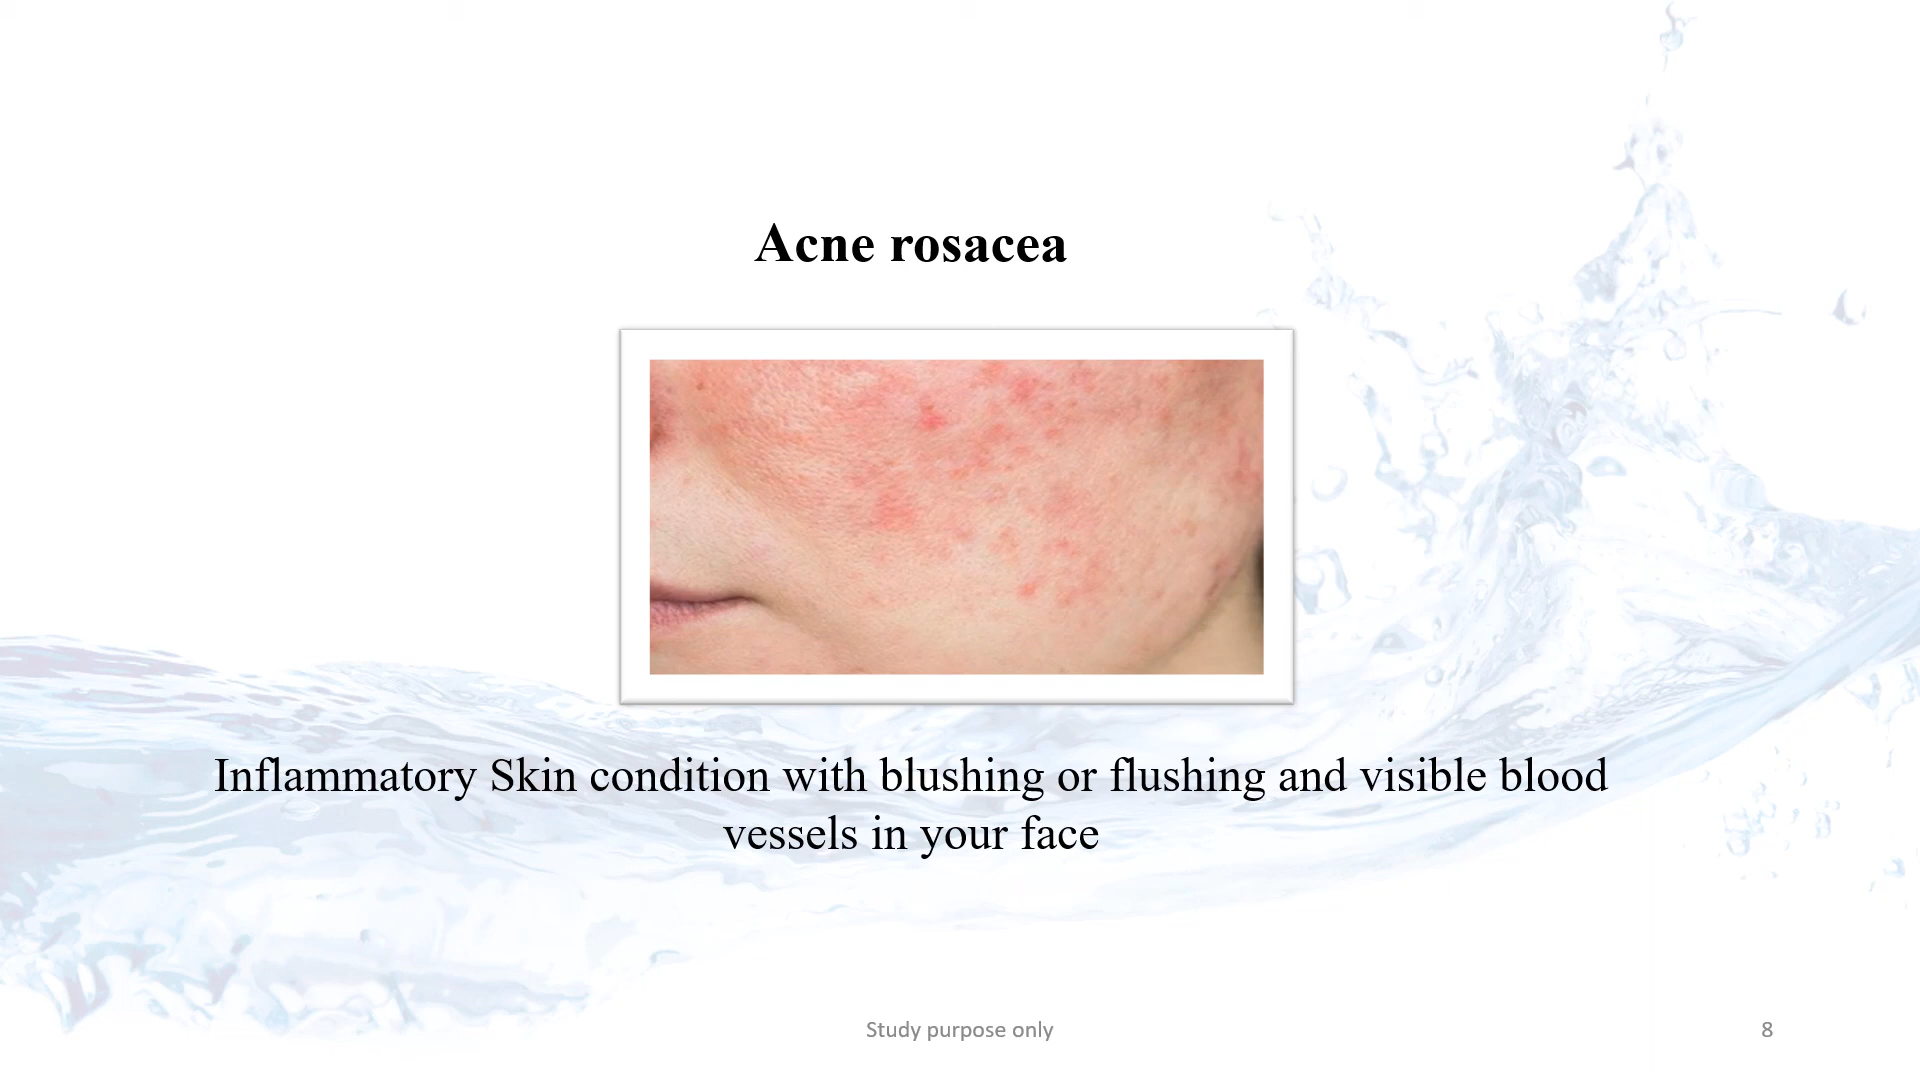 Acne rosacea
Inflammatory Skin condition with blushing or flushing and visible blood
vessels in your face
Study purpose only
8